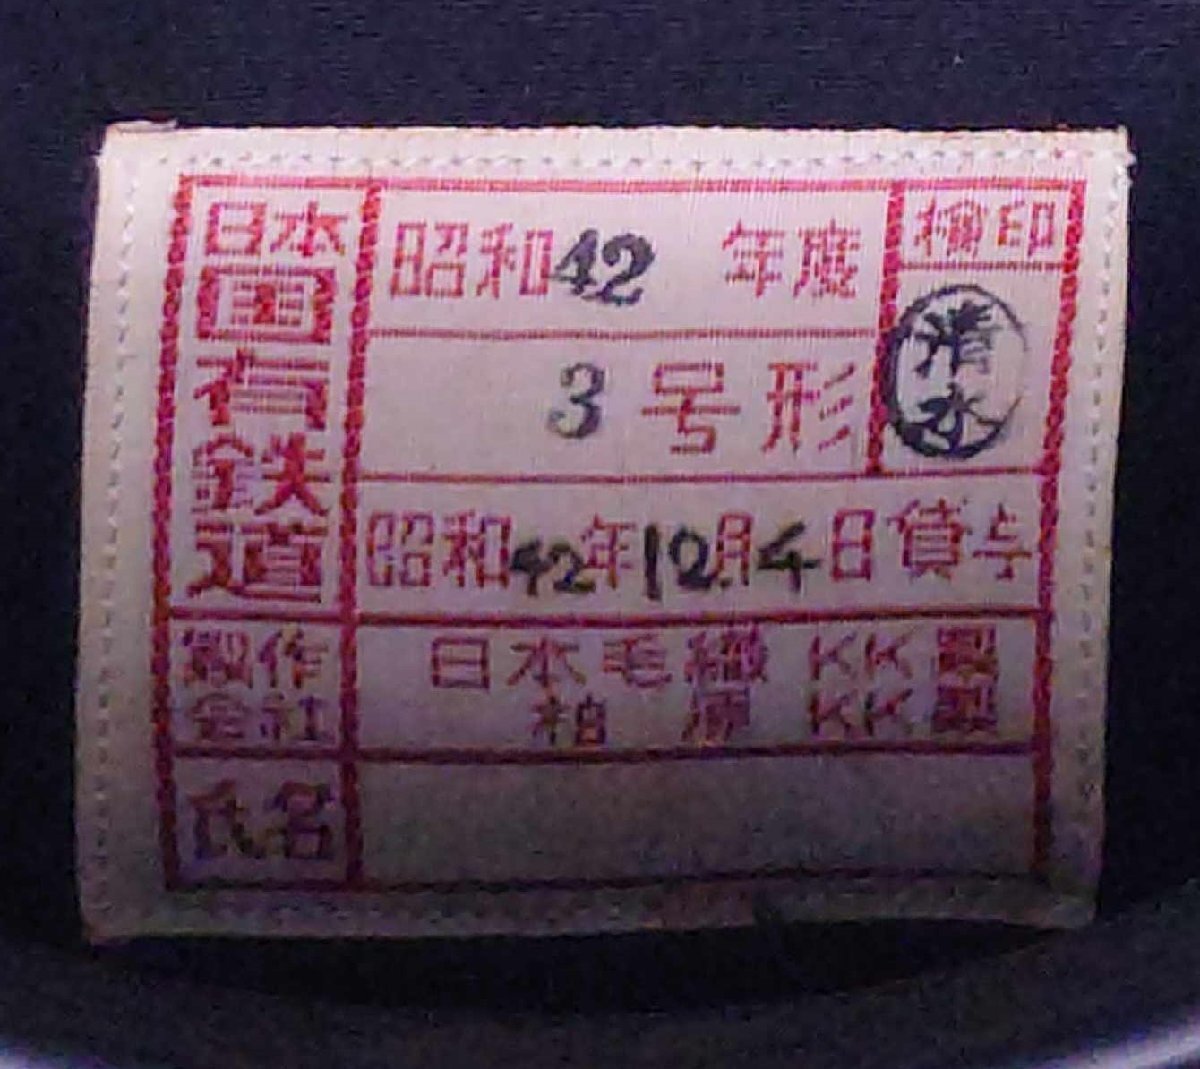 日本国有鉄道
昭和42年度
検印
清水
3号形
昭和42年10月4日貸与
製作会社
日本毛織KK製
柏原KK製
氏名